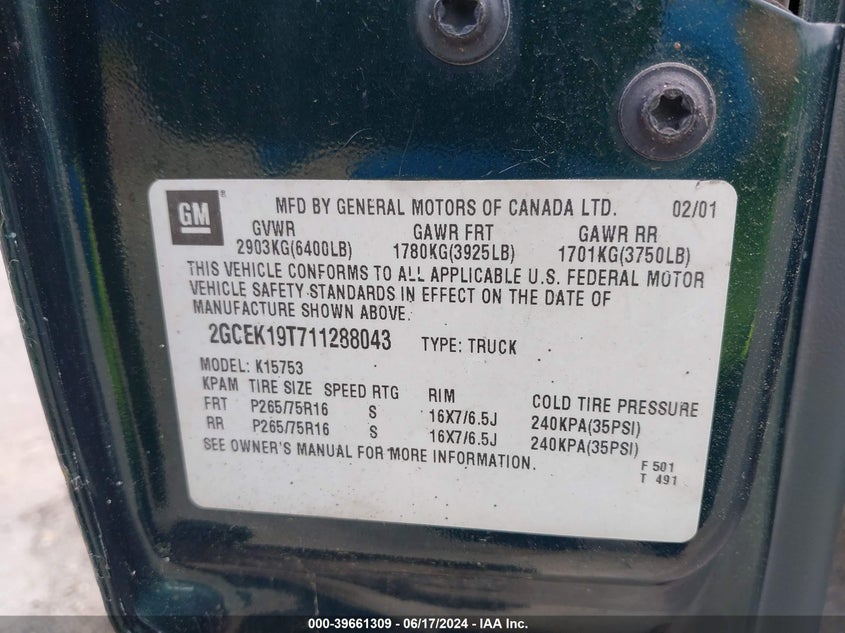 GM ® MFD BY GENERAL MOTORS OF CANADA LTD. 02/01
GVWR GAWR FRT GAWR RR
2903KG(6400LB) 1780KG(3925LB) 1701KG(3750LB)
THIS VEHICLE CONFORMS TO ALL APPLICABLE U.S. FEDERAL MOTOR
VEHICLE SAFETY STANDARDS IN EFFECT ON THE DATE OF
MANUFACTURE SHOWN ABOVE.
2GCEK19T711288043 TYPE: TRUCK
MODEL: K15753
KPAM TIRE SIZE SPEED RTG RIM COLD TIRE PRESSURE
FRT P265/75R16 S 16X7/6.5J 240KPA(35PSI)
RR P265/75R16 S 16X7/6.5J 240KPA(35PSI)
SEE OWNER'S MANUAL FOR MORE INFORMATION.
F 501
T 491
000-39661309 / 06/17/2024 - IAA Inc.